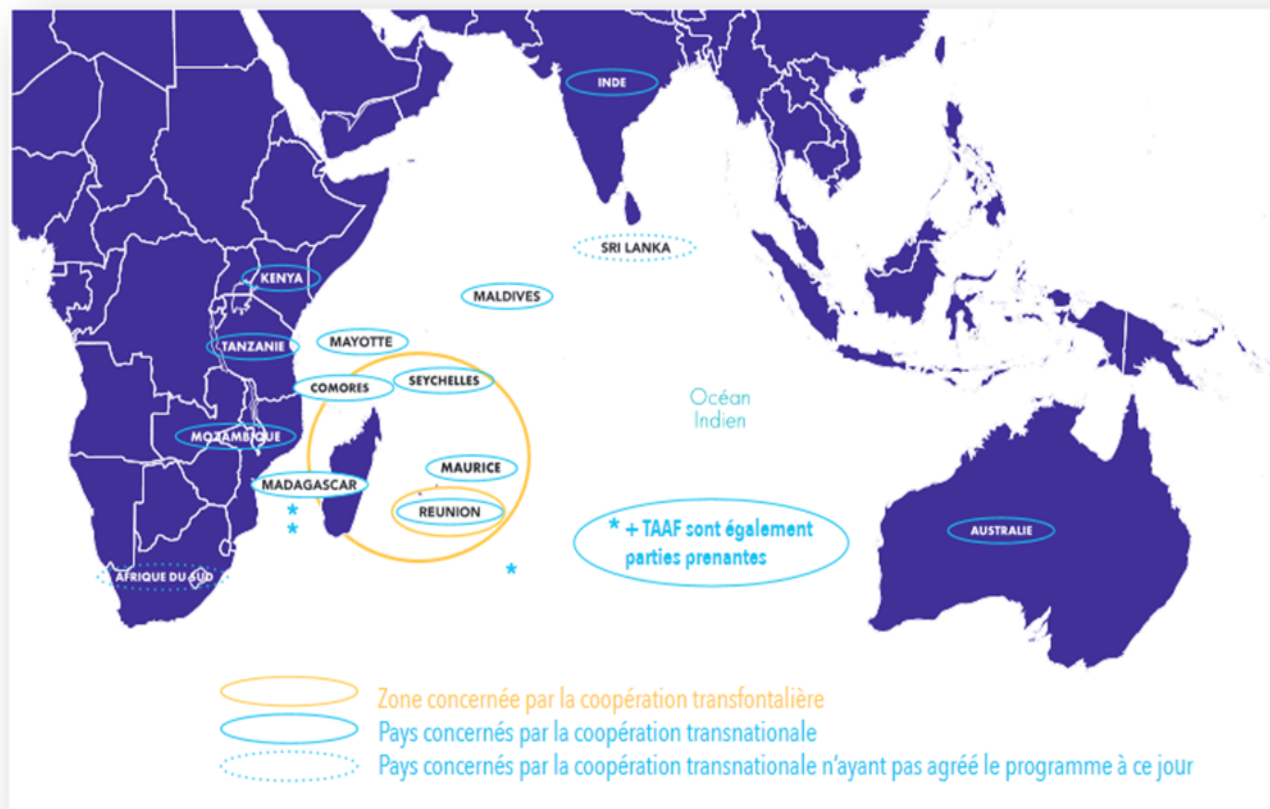 INDE
SRI LANKA
KENYA
MALDIVES
TANZANIE
MAYOTTE
COMORES
SEYCHELLES
Océan
Indien
MOZAMBIQUE
MAURICE
MADAGASCAR
*
*
REUNION
* + TAAF sont également
parties prenantes
AUSTRALIE
*
AFRIQUE DU SUD
Zone concernée par la coopération transfontalière
Pays concernés par la coopération transnationale
Pays concernés par la coopération transnationale n'ayant pas agréé le programme à ce jour